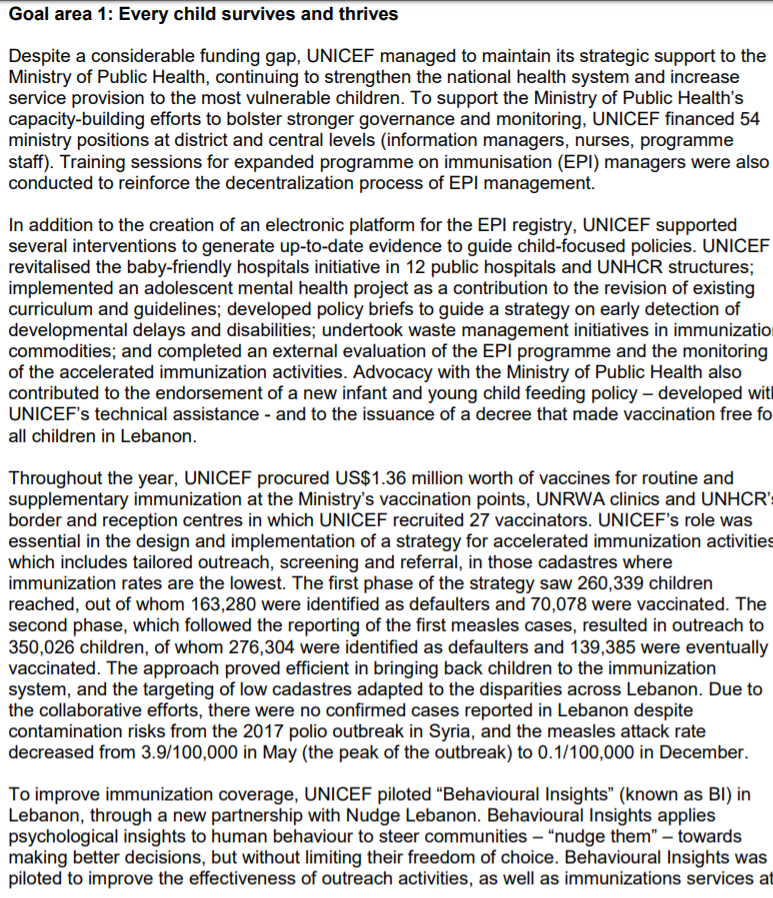 Goal area 1: Every child survives and thrives
Despite a considerable funding gap, UNICEF managed to maintain its strategic support to the
Ministry of Public Health, continuing to strengthen the national health system and increase
service provision to the most vulnerable children. To support the Ministry of Public Health's
capacity-building efforts to bolster stronger governance and monitoring, UNICEF financed 54
ministry positions at district and central levels (information managers, nurses, programme
staff). Training sessions for expanded programme on immunisation (EPI) managers were also
conducted to reinforce the decentralization process of EPI management.
In addition to the creation of an electronic platform for the EPI registry, UNICEF supported
several interventions to generate up-to-date evidence to guide child-focused policies. UNICEF
revitalised the baby-friendly hospitals initiative in 12 public hospitals and UNHCR structures;
implemented an adolescent mental health project as a contribution to the revision of existing
curriculum and guidelines; developed policy briefs to guide a strategy on early detection of
developmental delays and disabilities; undertook waste management initiatives in immunizatio
commodities; and completed an external evaluation of the EPI programme and the monitoring
of the accelerated immunization activities. Advocacy with the Ministry of Public Health also
contributed to the endorsement of a new infant and young child feeding policy – developed wit
UNICEF's technical assistance - and to the issuance of a decree that made vaccination free fo
all children in Lebanon.
Throughout the year, UNICEF procured US$1.36 million worth of vaccines for routine and
supplementary immunization at the Ministry's vaccination points, UNRWA clinics and UNHCR's
border and reception centres in which UNICEF recruited 27 vaccinators. UNICEF's role was
essential in the design and implementation of a strategy for accelerated immunization activities
which includes tailored outreach, screening and referral, in those cadastres where
immunization rates are the lowest. The first phase of the strategy saw 260,339 children
reached, out of whom 163,280 were identified as defaulters and 70,078 were vaccinated. The
second phase, which followed the reporting of the first measles cases, resulted in outreach to
350,026 children, of whom 276,304 were identified as defaulters and 139,385 were eventually
vaccinated. The approach proved efficient in bringing back children to the immunization
system, and the targeting of low cadastres adapted to the disparities across Lebanon. Due to
the collaborative efforts, there were no confirmed cases reported in Lebanon despite
contamination risks from the 2017 polio outbreak in Syria, and the measles attack rate
decreased from 3.9/100,000 in May (the peak of the outbreak) to 0.1/100,000 in December.
To improve immunization coverage, UNICEF piloted “Behavioural Insights” (known as BI) in
Lebanon, through a new partnership with Nudge Lebanon. Behavioural Insights applies
psychological insights to human behaviour to steer communities – “nudge them” – towards
making better decisions, but without limiting their freedom of choice. Behavioural Insights was
piloted to improve the effectiveness of outreach activities, as well as immunizations services at